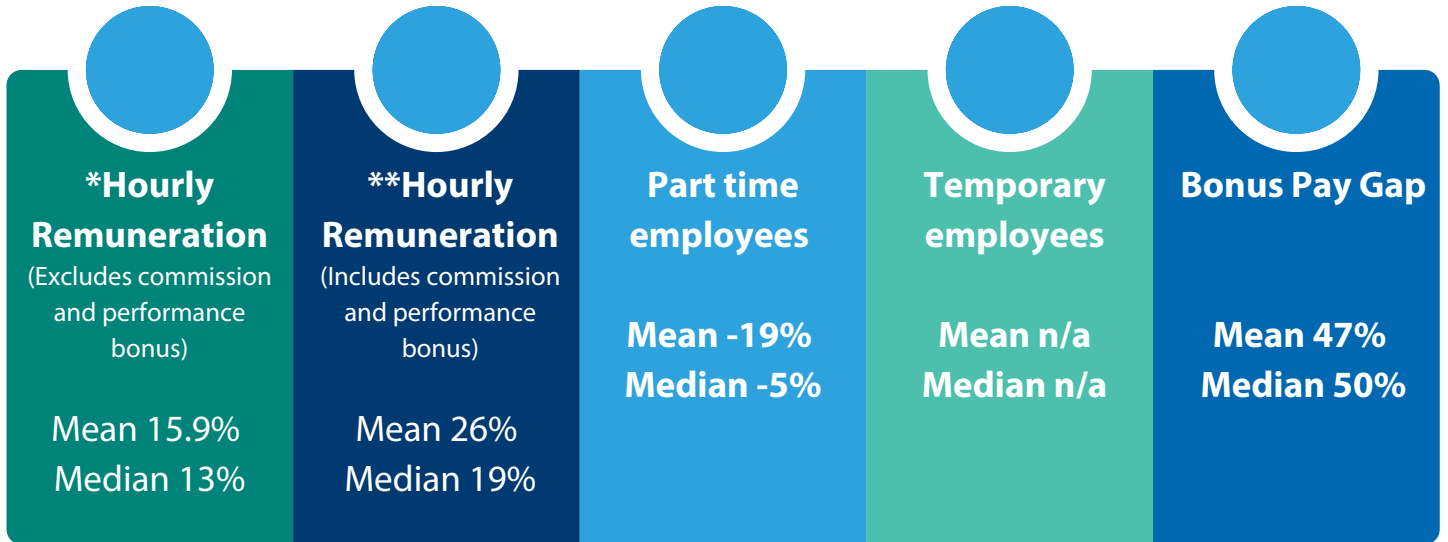 *Hourly
Remuneration
(Excludes commission
and performance
bonus)
Mean 15.9%
Median 13%
**Hourly
Remuneration
(Includes commission
and performance
bonus)
Mean 26%
Median 19%
Part time
employees
Mean -19%
Median -5%
Temporary
employees
Mean n/a
Median n/a
Bonus Pay Gap
Mean 47%
Median 50%